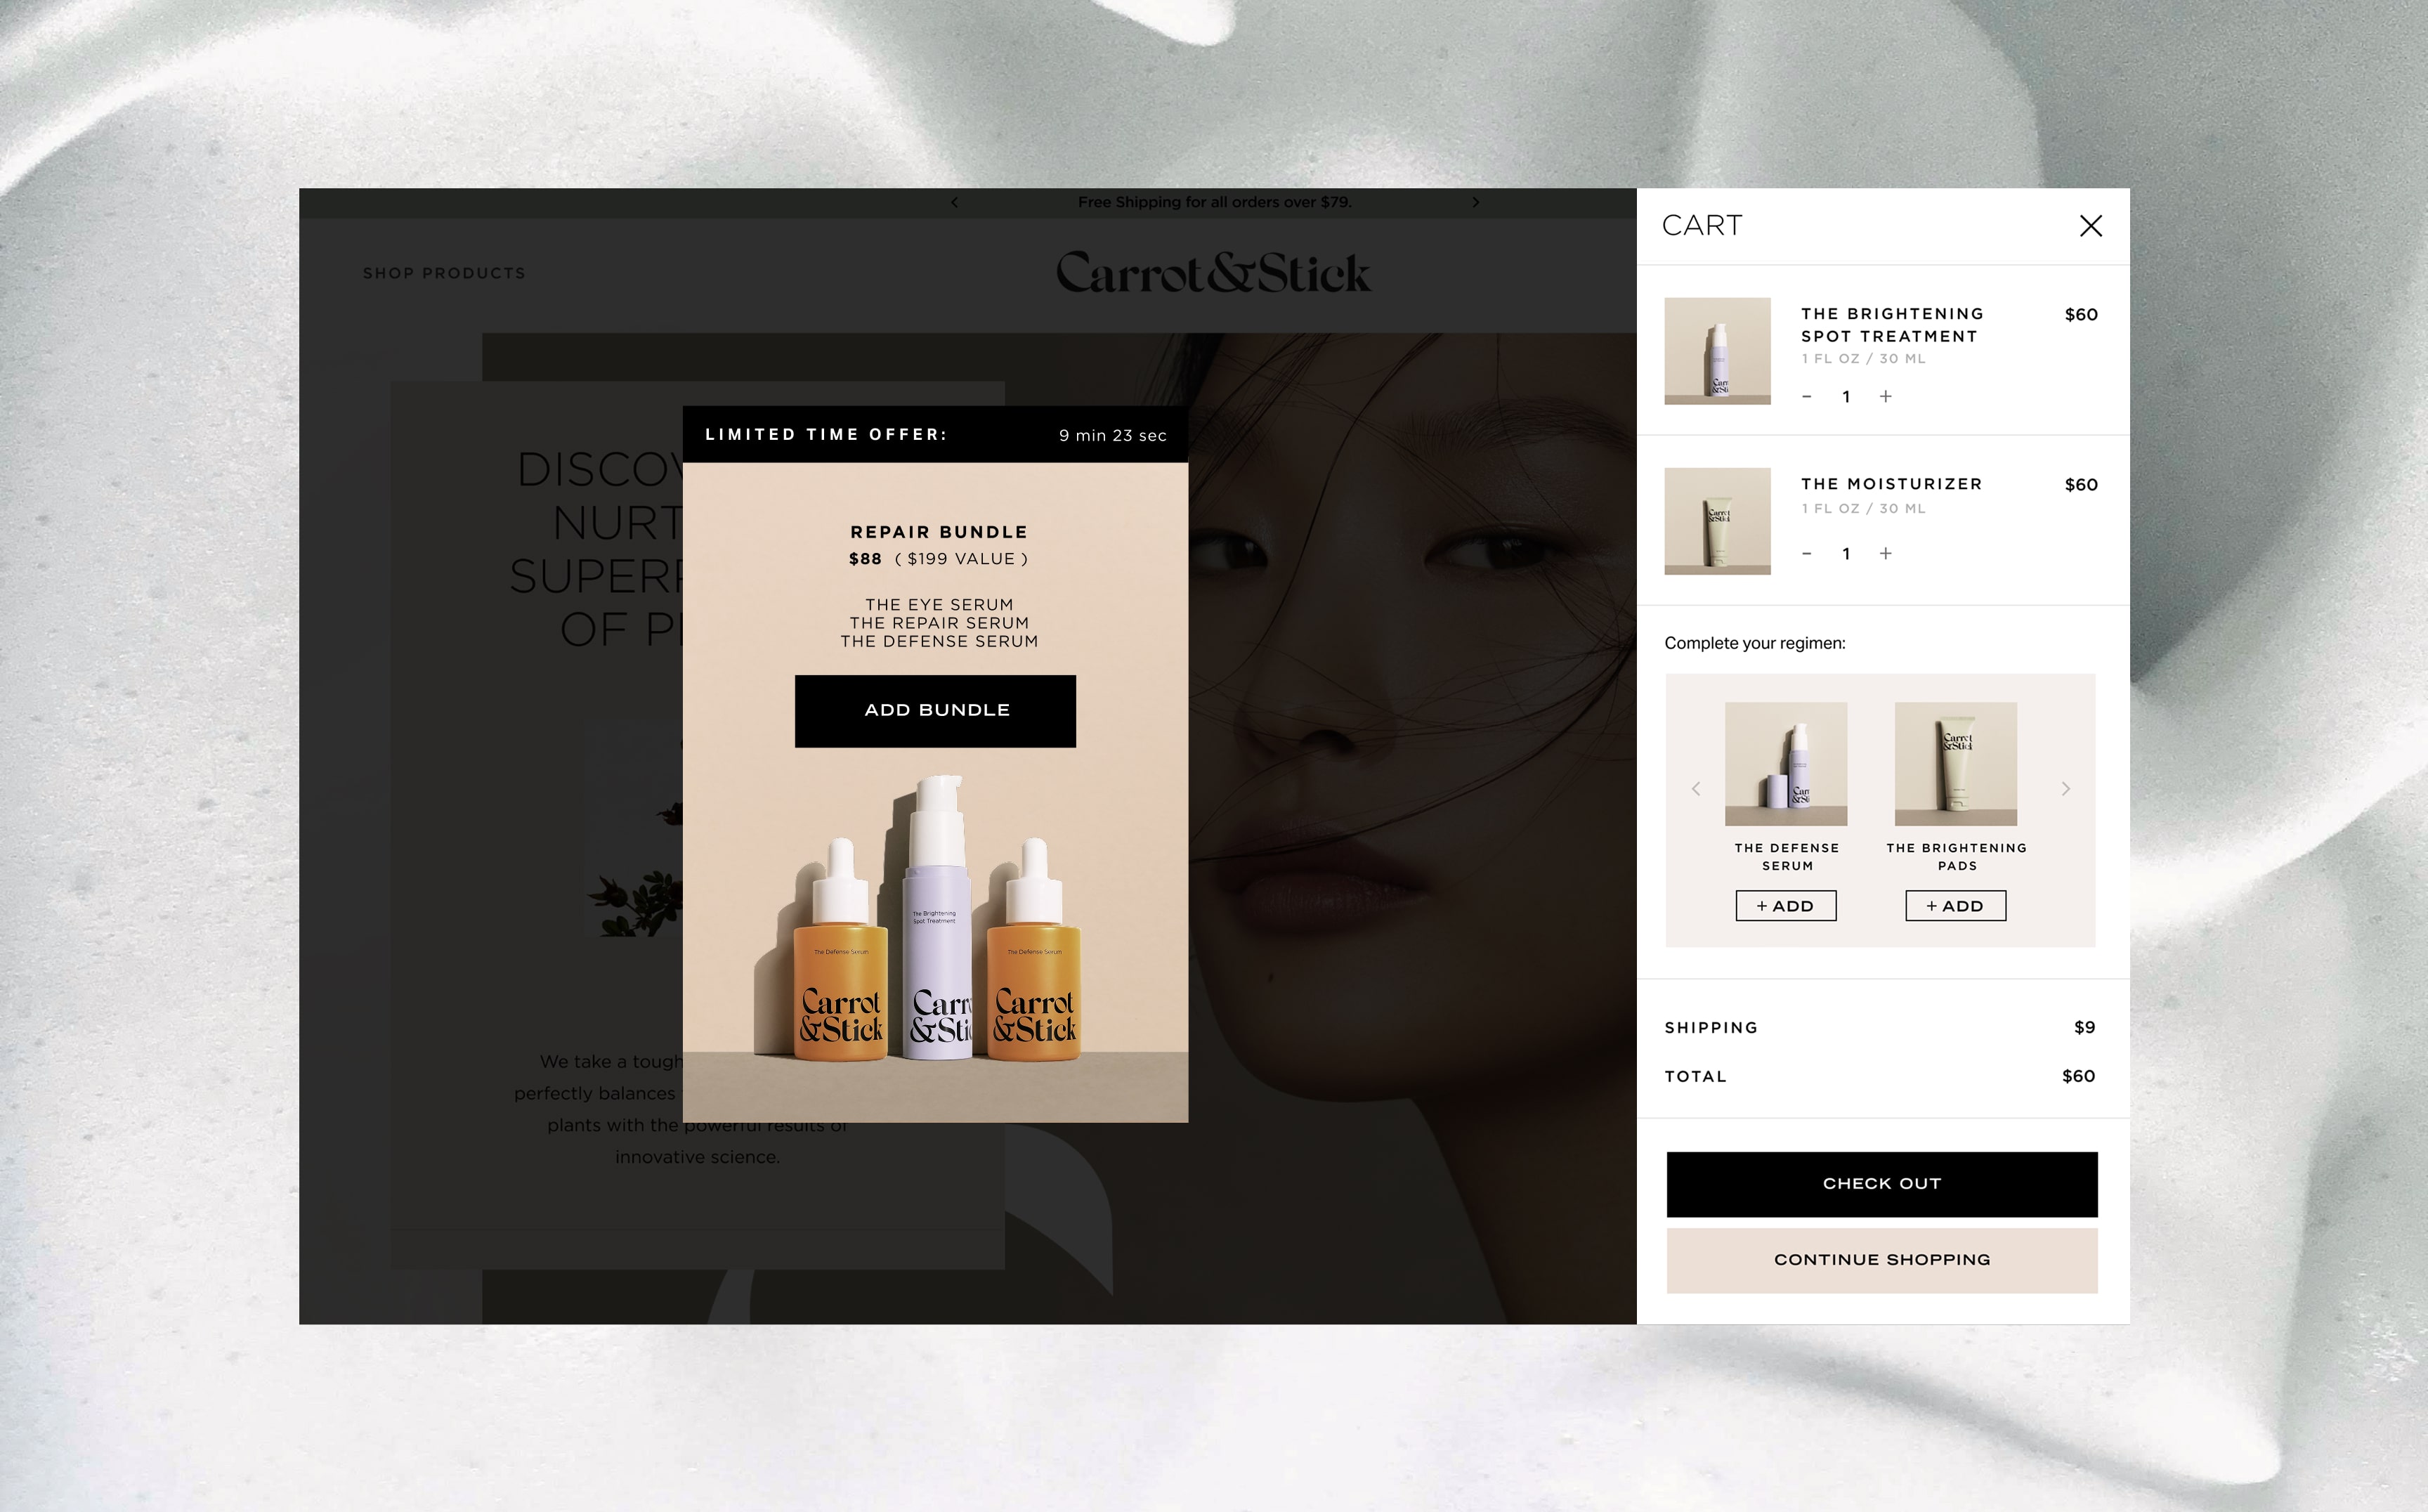 Free Shipping for all orders over $79.
SHOP PRODUCTS
Carrot&Stick
LIMITED TIME OFFER: 9 min 23 sec
REPAIR BUNDLE
$88 ( $199 VALUE )
THE EYE SERUM
THE REPAIR SERUM
THE DEFENSE SERUM
ADD BUNDLE
The Brightening
Spot Treatment
The Defense Serum
The Defense Serum
Carrot
&Stick
Carr
&Sti
Carrot
&Stick
We take a tough
perfectly balances
plants with the powerful results of
innovative science.
CART
THE BRIGHTENING $60
SPOT TREATMENT
1 FL OZ / 30 ML
- 1 +
THE MOISTURIZER $60
1 FL OZ / 30 ML
- 1 +
Complete your regimen:
Carrot
&Stick
THE DEFENSE
SERUM
+ ADD
THE BRIGHTENING
PADS
+ ADD
SHIPPING $9
TOTAL $60
CHECK OUT
CONTINUE SHOPPING